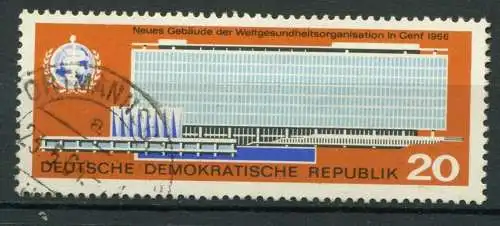 Neues Gebäude der Weltgesundheitsorganisation in Genf 1966
DEUTSCHE DEMOKRATISCHE REPUBLIK 20